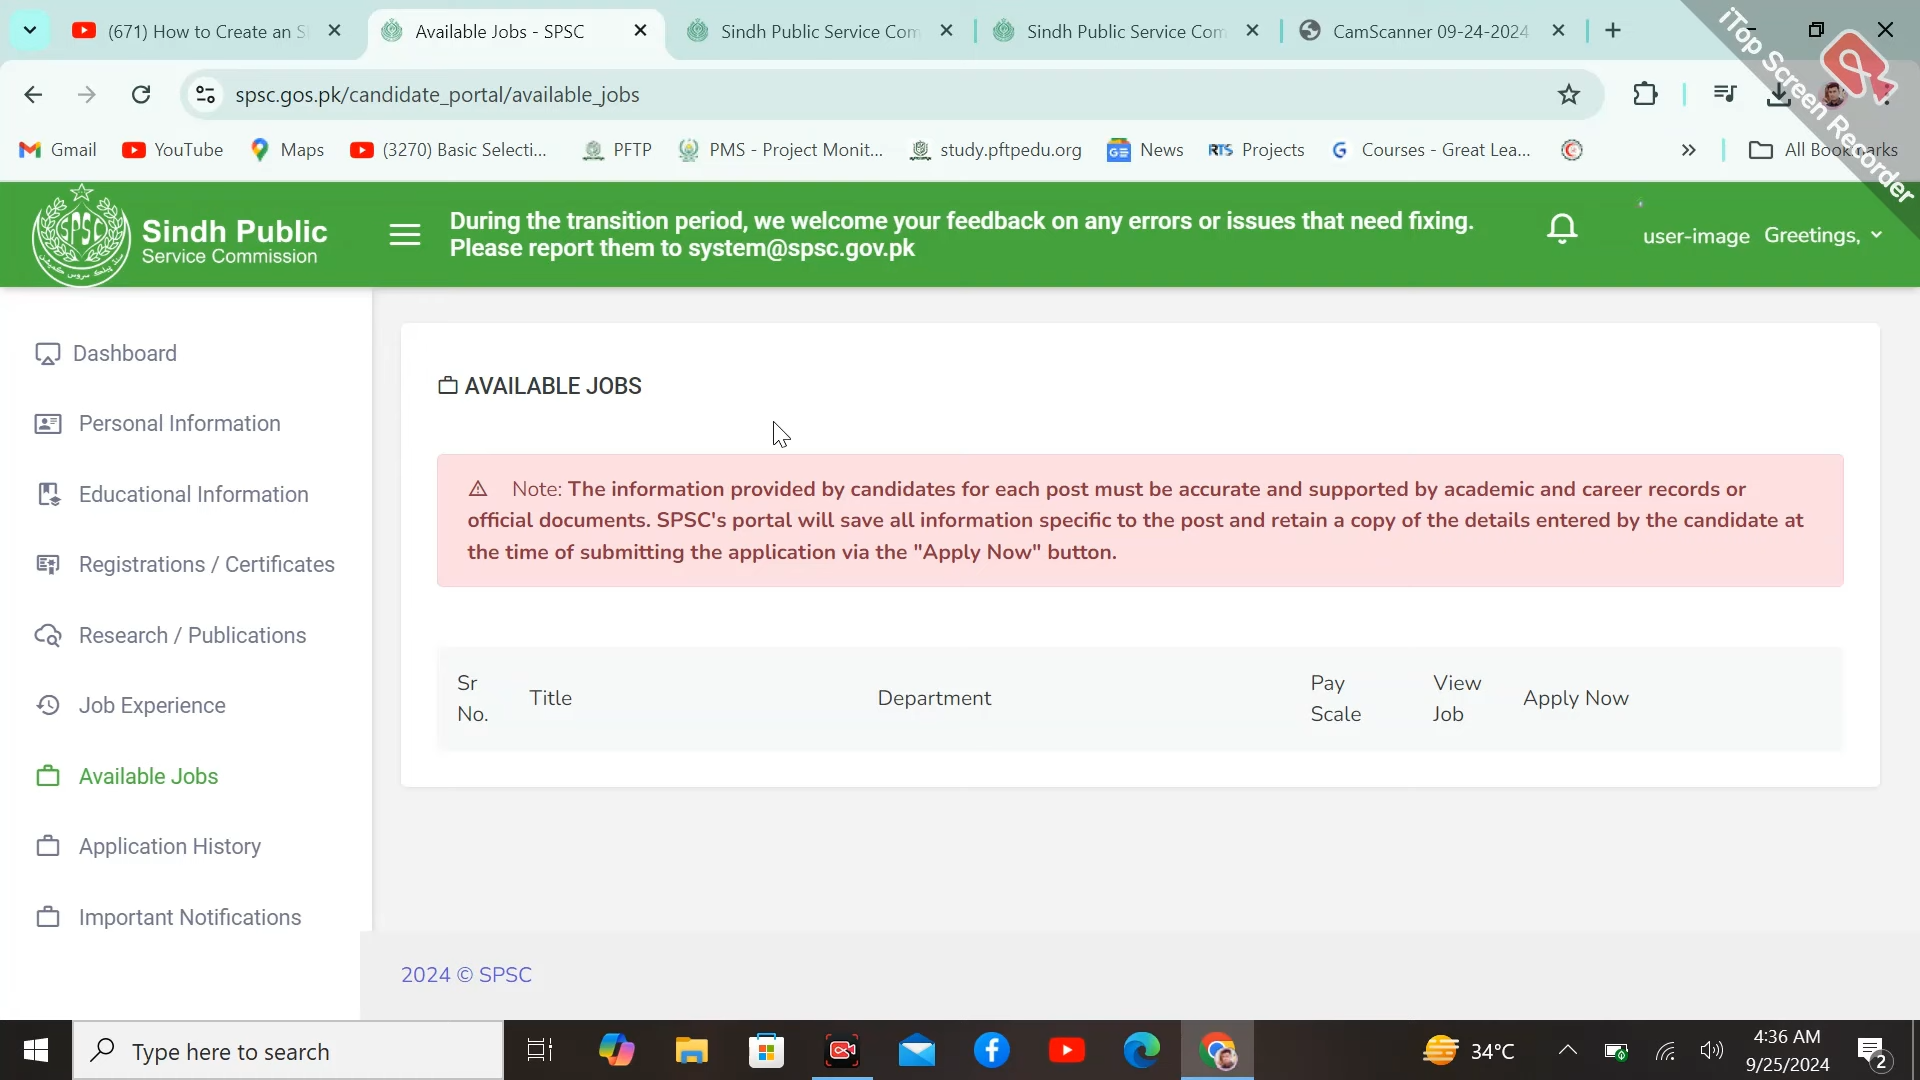 (671) How to Create an S
Available Jobs - SPSC
Sindh Public Service Com
Sindh Public Service Com
CamScanner 09-24-2024
iTop Screen Recorder
spsc.gos.pk/candidate_portal/available_jobs
Gmail
YouTube
Maps
(3270) Basic Selecti...
PFTP
PMS - Project Monit...
study.pftpedu.org
News
RTS
Projects
Courses - Great Lea...
»
All Bookmarks
SPSC
Sindh Public
Service Commission
During the transition period, we welcome your feedback on any errors or issues that need fixing.
Please report them to system@spsc.gov.pk
user-image
Greetings,
Dashboard
Personal Information
Educational Information
Registrations / Certificates
Research / Publications
Job Experience
Available Jobs
Application History
Important Notifications
AVAILABLE JOBS
Note: The information provided by candidates for each post must be accurate and supported by academic and career records or
official documents. SPSC's portal will save all information specific to the post and retain a copy of the details entered by the candidate at
the time of submitting the application via the "Apply Now" button.
Sr No.
Title
Department
Pay Scale
View Job
Apply Now
2024 © SPSC
Type here to search
34°C
4:36 AM
9/25/2024
2